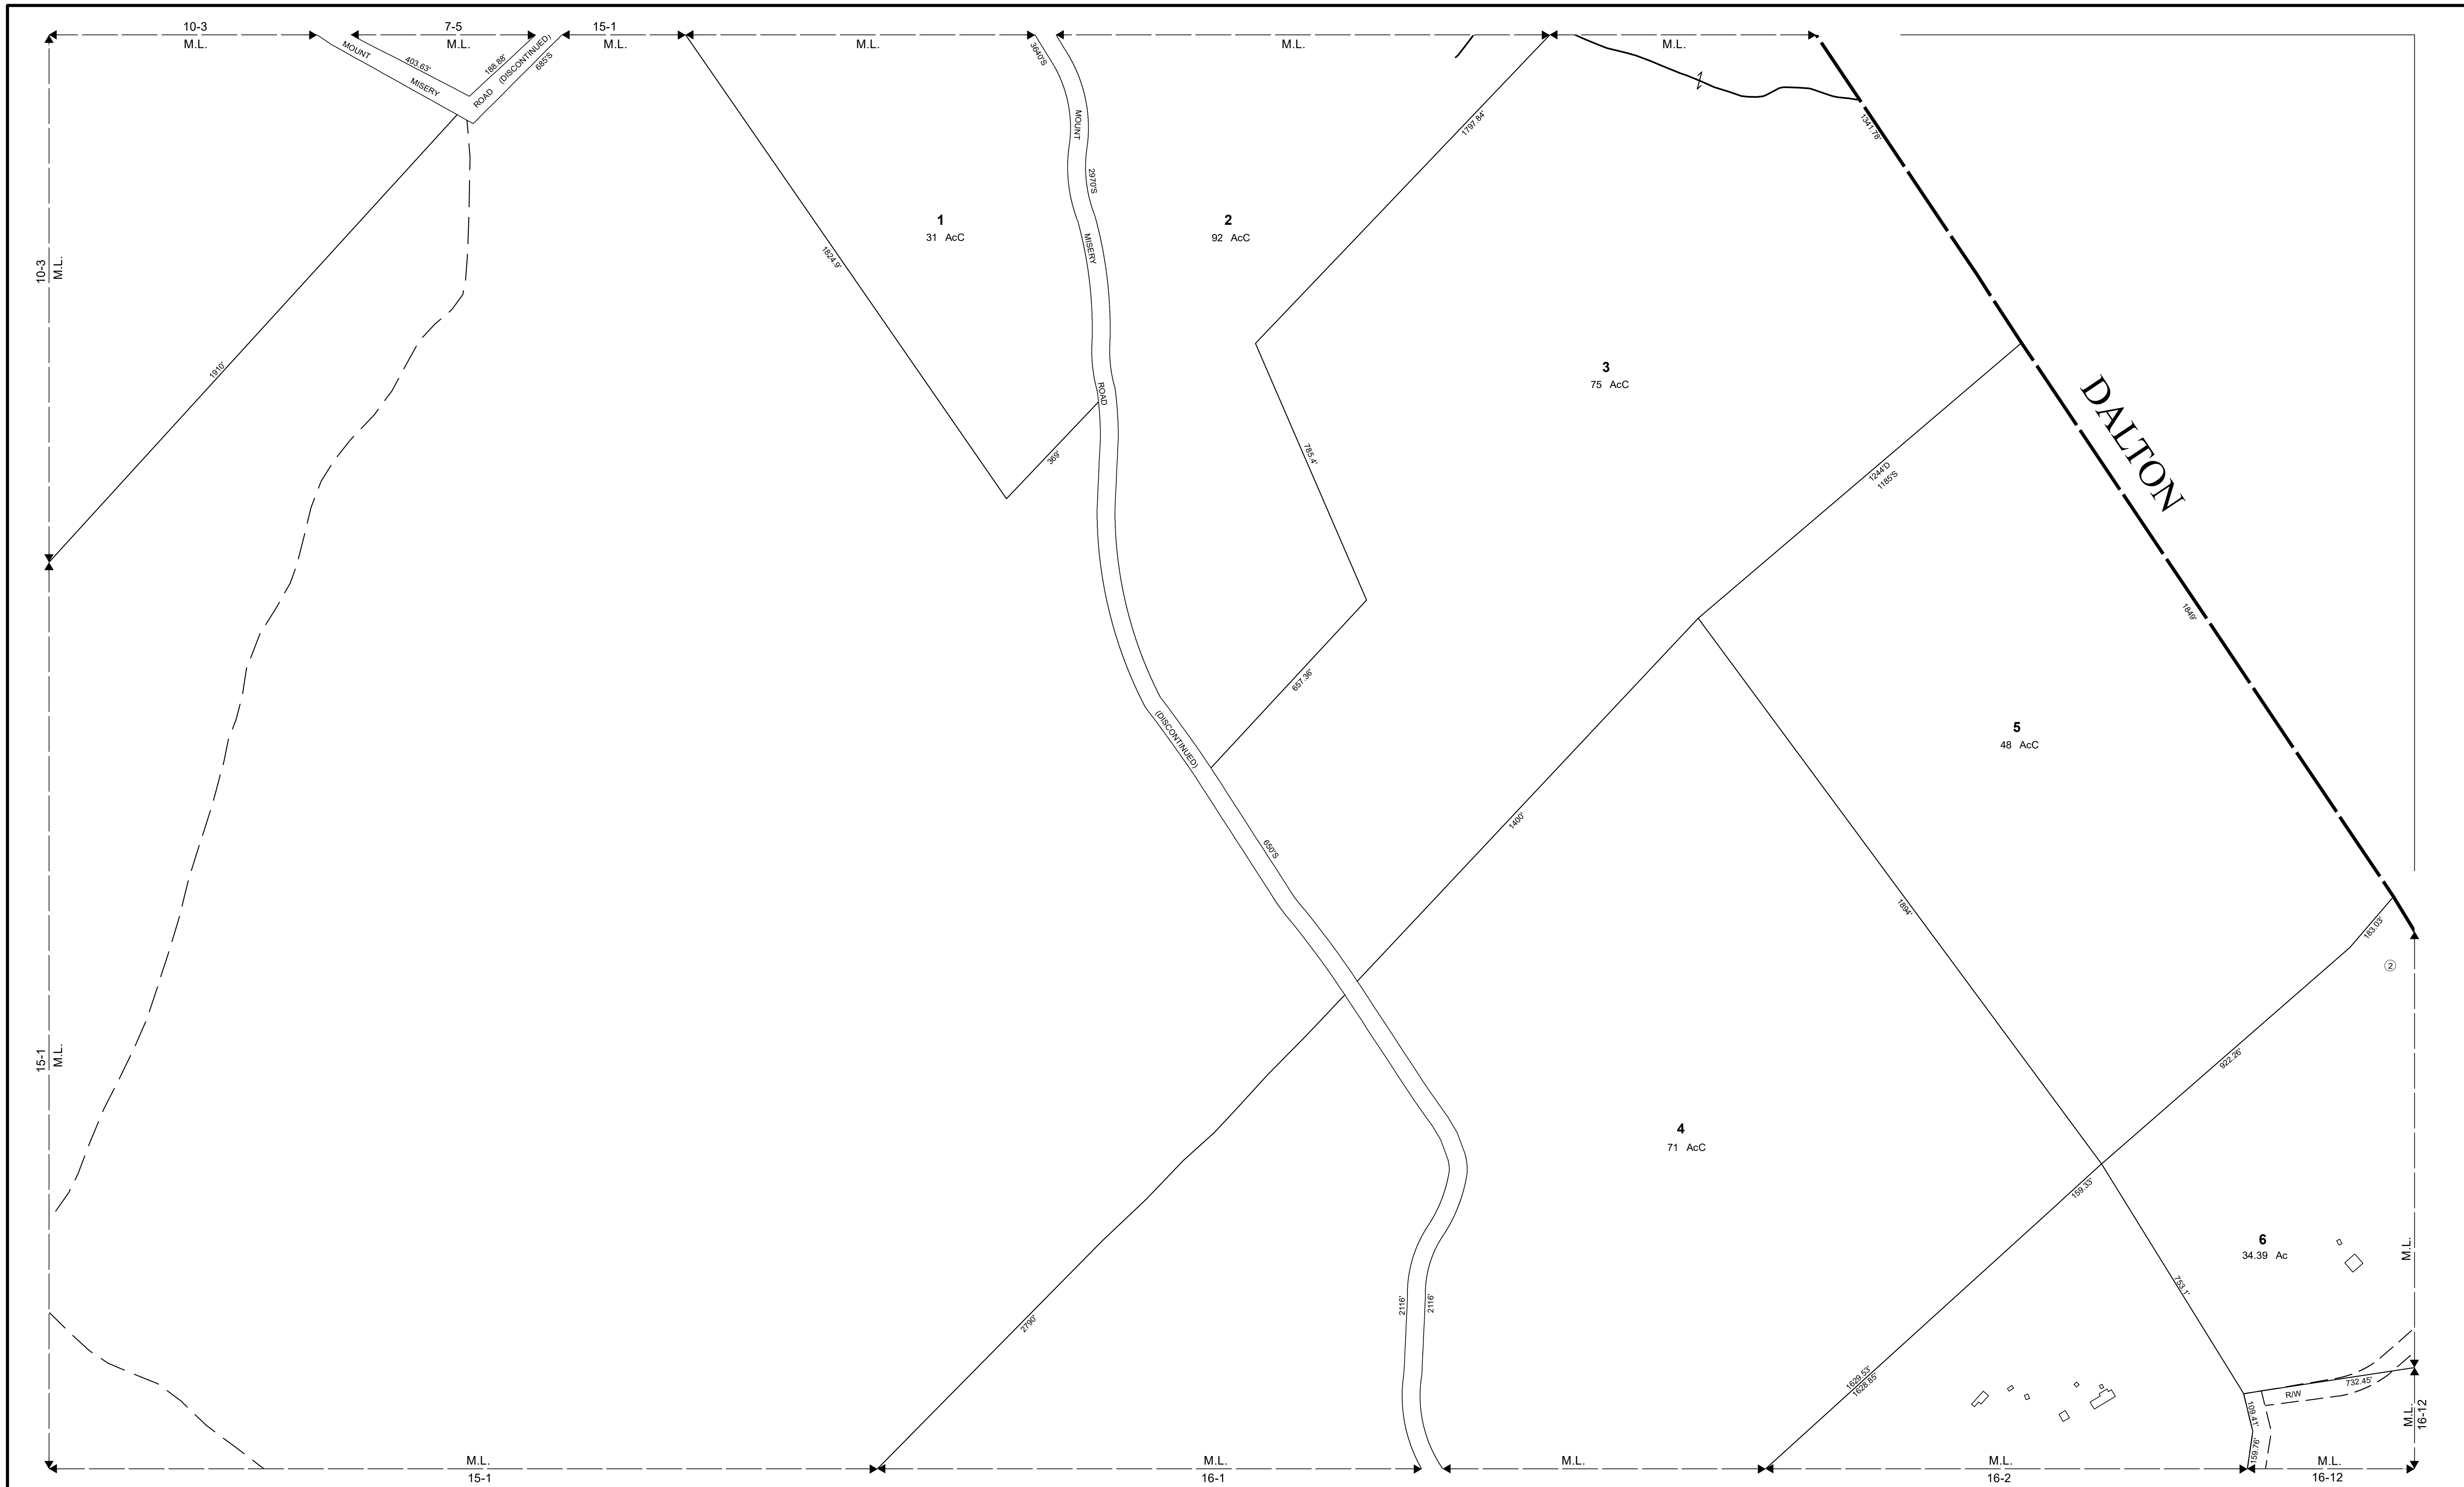 10-3
7-5
15-1
M.L.
M.L.
M.L.
M.L.
M.L.
M.L.
MOUNT
MISERY
ROAD (DISCONTINUED)
403.63'
188.88'
685'S
3640'S
MOUNT
2970'S
MISERY
ROAD
(DISCONTINUED)
1797.84'
1341.78'
1
31 AcC
2
92 AcC
1824.9'
10-3
M.L.
1910'
3
75 AcC
369'
785.4'
1244'D
1185'S
DALTON
1849'
657.36'
5
48 AcC
650'S
1400'
1894'
183.03'
2
15-1
M.L.
922.26'
4
71 AcC
159.33'
6
34.39 Ac
M.L.
753.1'
2116'
2116'
2790'
1629.53'
1628.85'
732.45'
R/W
109.41'
159.76'
M.L.
16-12
M.L.
15-1
M.L.
16-1
M.L.
M.L.
16-2
M.L.
16-12